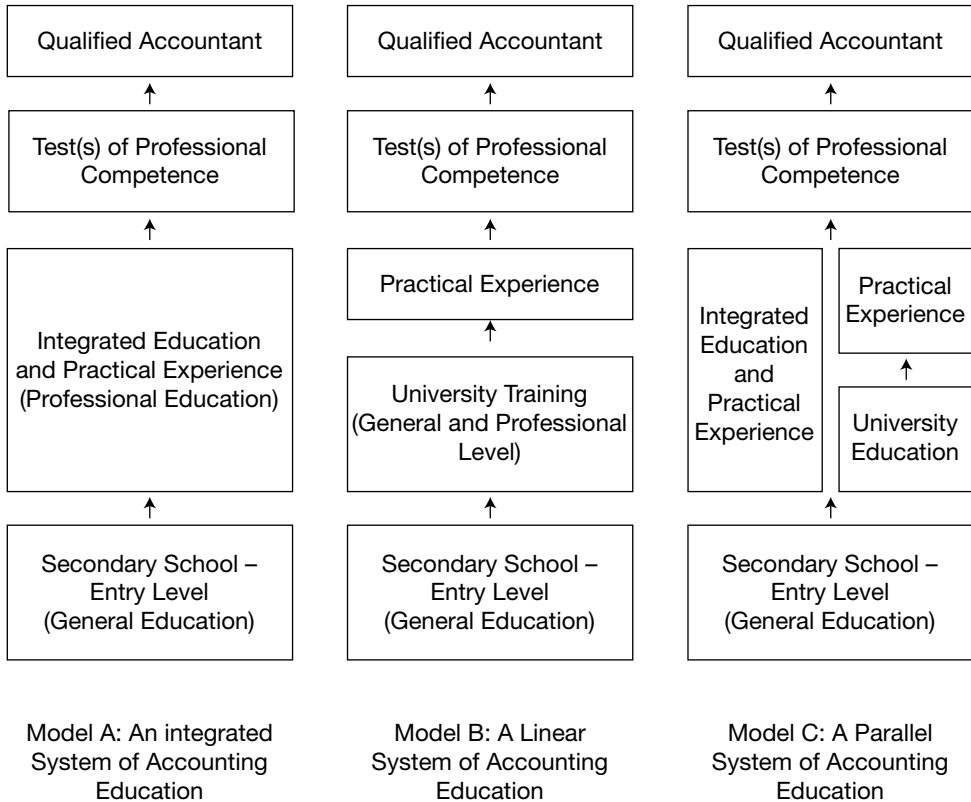 Qualified Accountant
Test(s) of Professional
Competence
Integrated Education
and Practical Experience
(Professional Education)
Secondary School –
Entry Level
(General Education)
Model A: An integrated
System of Accounting
Education
Qualified Accountant
Test(s) of Professional
Competence
Practical Experience
University Training
(General and Professional
Level)
Secondary School –
Entry Level
(General Education)
Model B: A Linear
System of Accounting
Education
Qualified Accountant
Test(s) of Professional
Competence
Integrated
Education
and
Practical
Experience
Practical
Experience
University
Education
Secondary School –
Entry Level
(General Education)
Model C: A Parallel
System of Accounting
Education